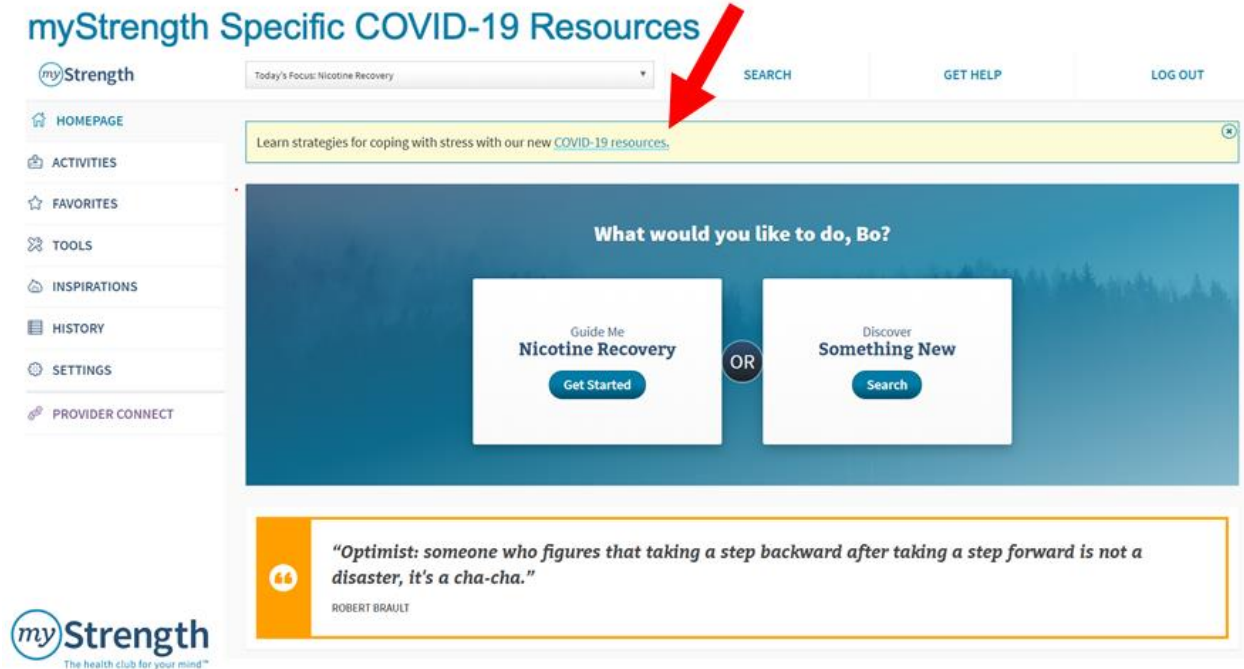 myStrength Specific COVID-19 Resources
myStrength
Today's Focus: Nicotine Recovery
SEARCH
GET HELP
LOG OUT
HOMEPAGE
ACTIVITIES
FAVORITES
TOOLS
INSPIRATIONS
HISTORY
SETTINGS
PROVIDER CONNECT
Learn strategies for coping with stress with our new COVID-19 resources.
What would you like to do, Bo?
Guide Me
Nicotine Recovery
Get Started
OR
Discover
Something New
Search
“Optimist: someone who figures that taking a step backward after taking a step forward is not a
disaster, it's a cha-cha.”
ROBERT BRAULT
myStrength
The health club for your mind™